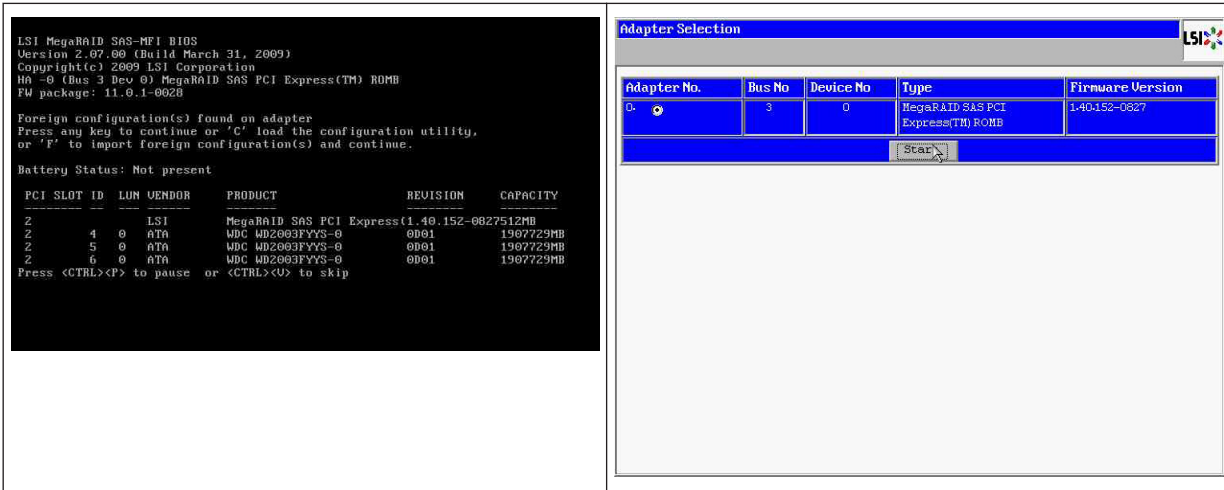 LSI MegaRAID SAS-MFI BIOS
Version 2.07.00 (Build March 31, 2009)
Copyright(c) 2009 LSI Corporation
HA -0 (Bus 3 Dev 0) MegaRAID SAS PCI Express(TM) ROMB
FW package: 11.0.1-0028
Foreign configuration(s) found on adapter
Press any key to continue or 'C' load the configuration utility,
or 'F' to import foreign configuration(s) and continue.
Battery Status: Not present
PCI SLOT ID LUN VENDOR PRODUCT REVISION CAPACITY
-------- -- --- ------ ------- -------- --------
2 LSI MegaRAID SAS PCI Express(1.40.152-0827512MB
2 4 0 ATA WDC WD2003FYYS-0 0D01 1907729MB
2 5 0 ATA WDC WD2003FYYS-0 0D01 1907729MB
2 6 0 ATA WDC WD2003FYYS-0 0D01 1907729MB
Press <CTRL><P> to pause or <CTRL><V> to skip
Adapter Selection
LSI
Adapter No. Bus No Device No Type Firmware Version
0. 3 0 MegaRAID SAS PCI 1.40.152-0827
Express(TM) ROMB
Star